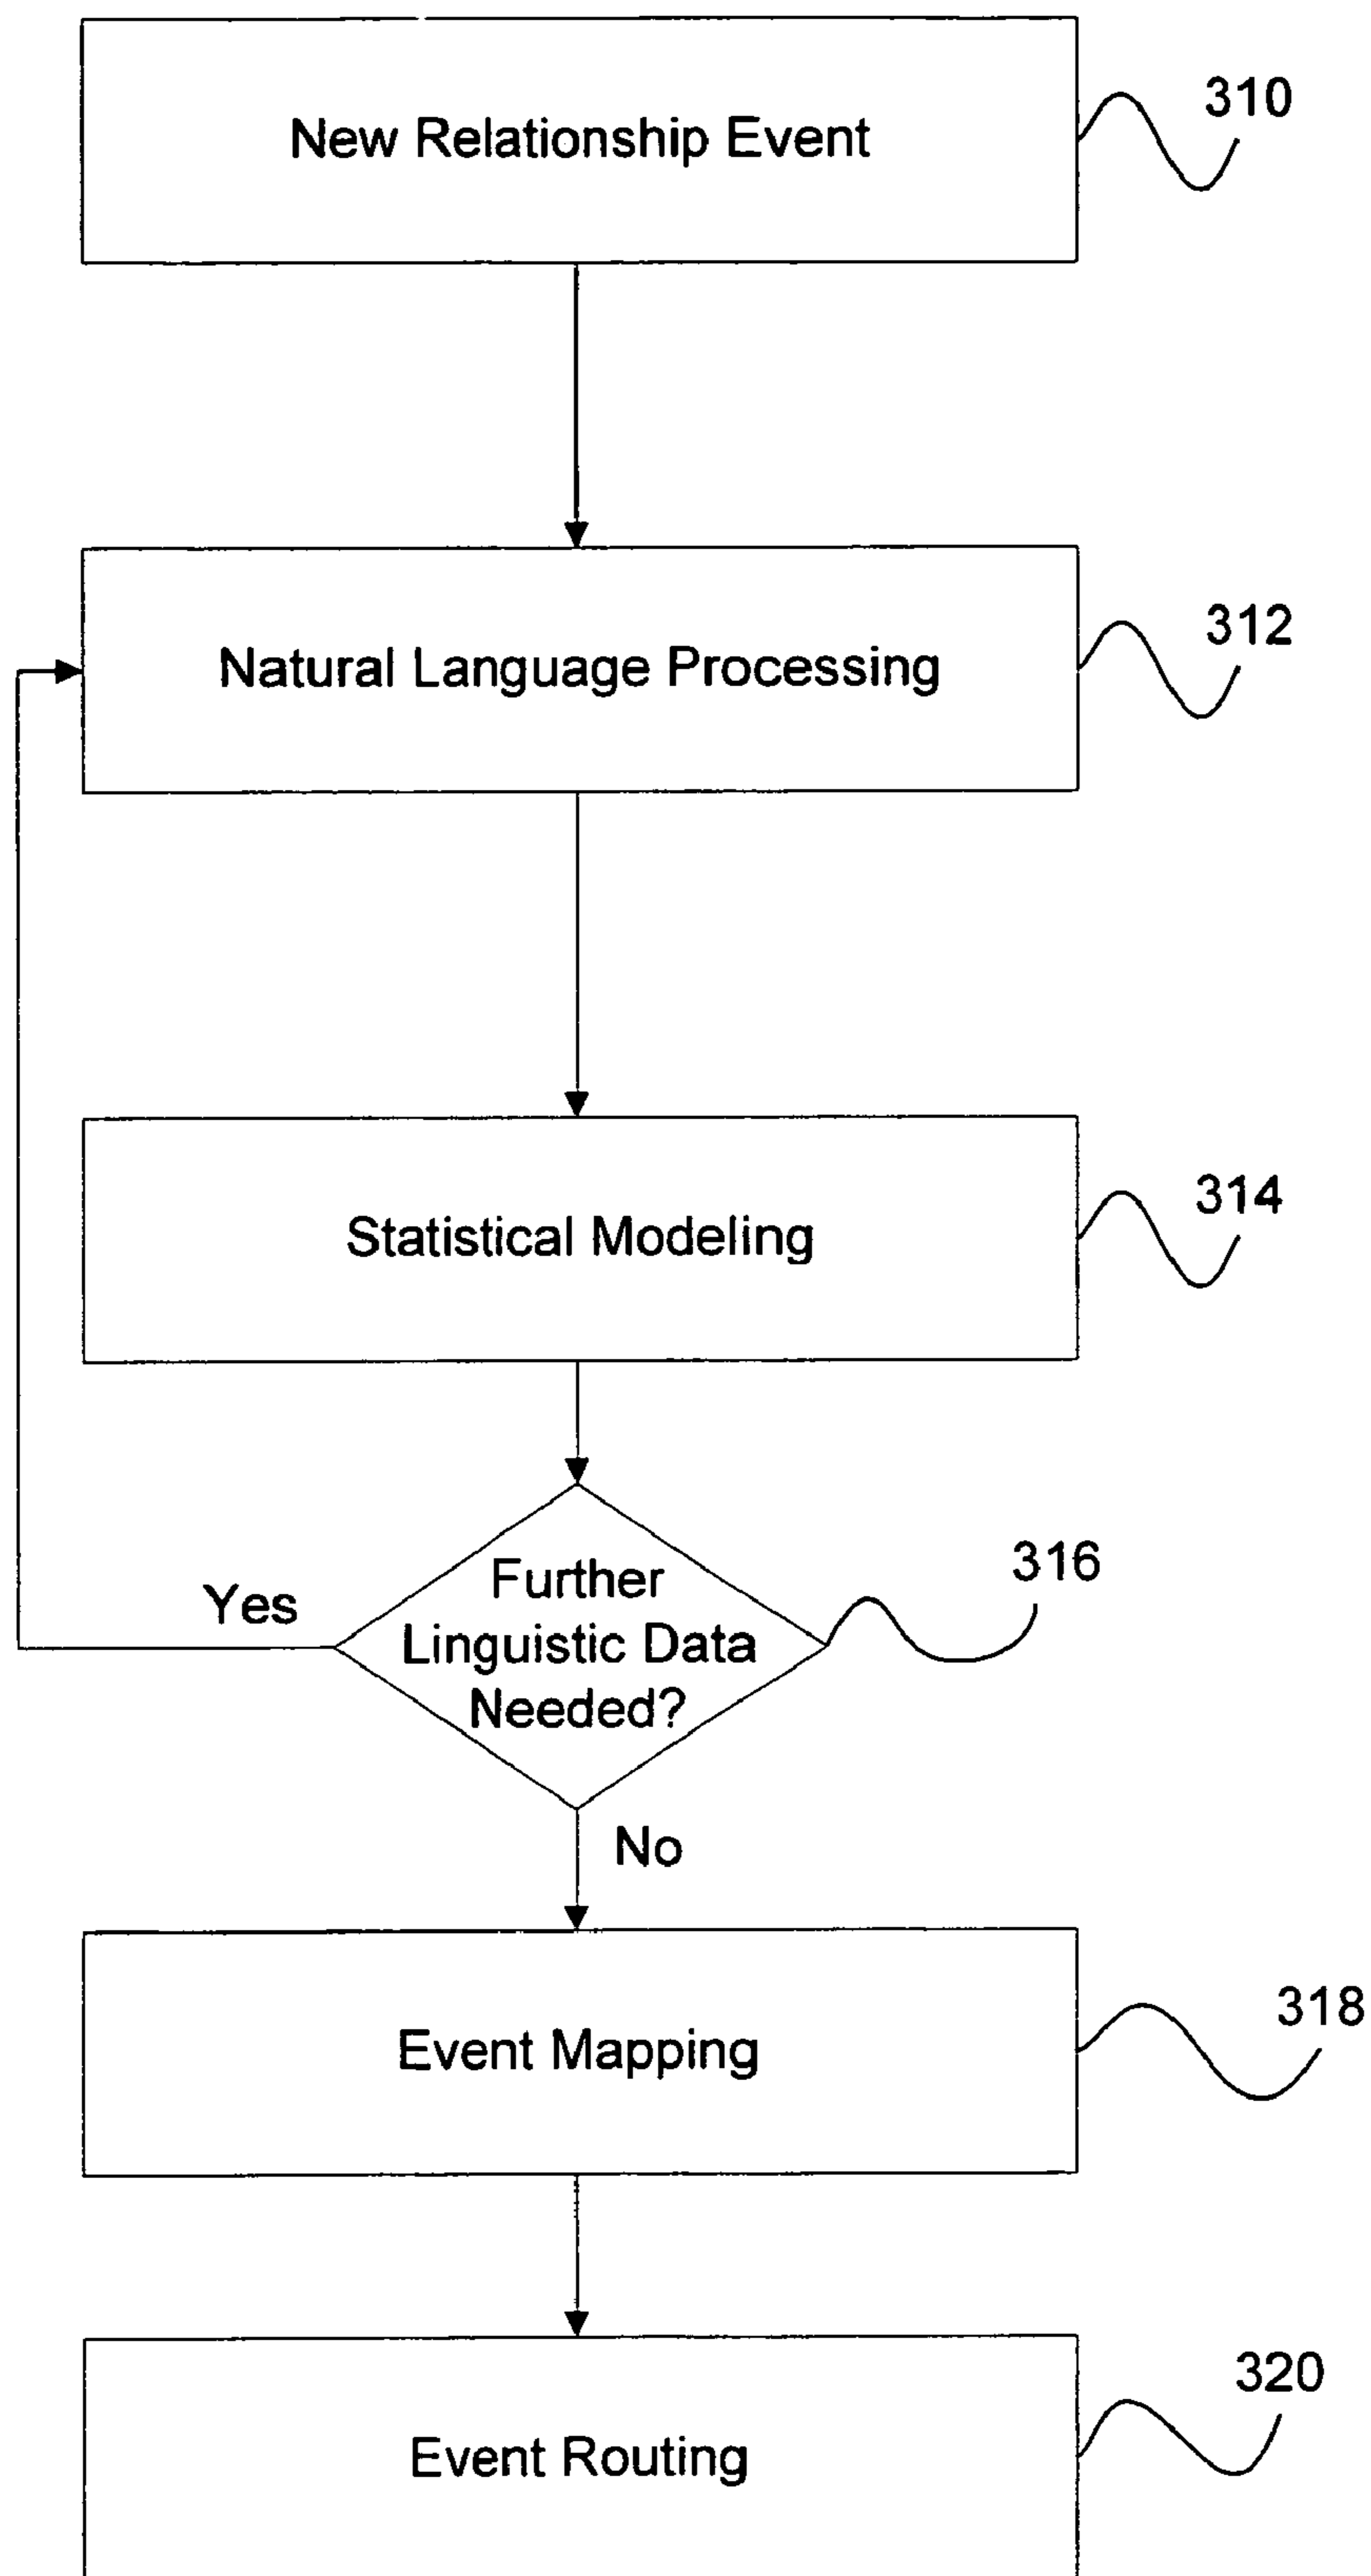 New Relationship Event
310
Natural Language Processing
312
Statistical Modeling
314
Further
Linguistic Data
Needed?
316
Yes
No
Event Mapping
318
Event Routing
320